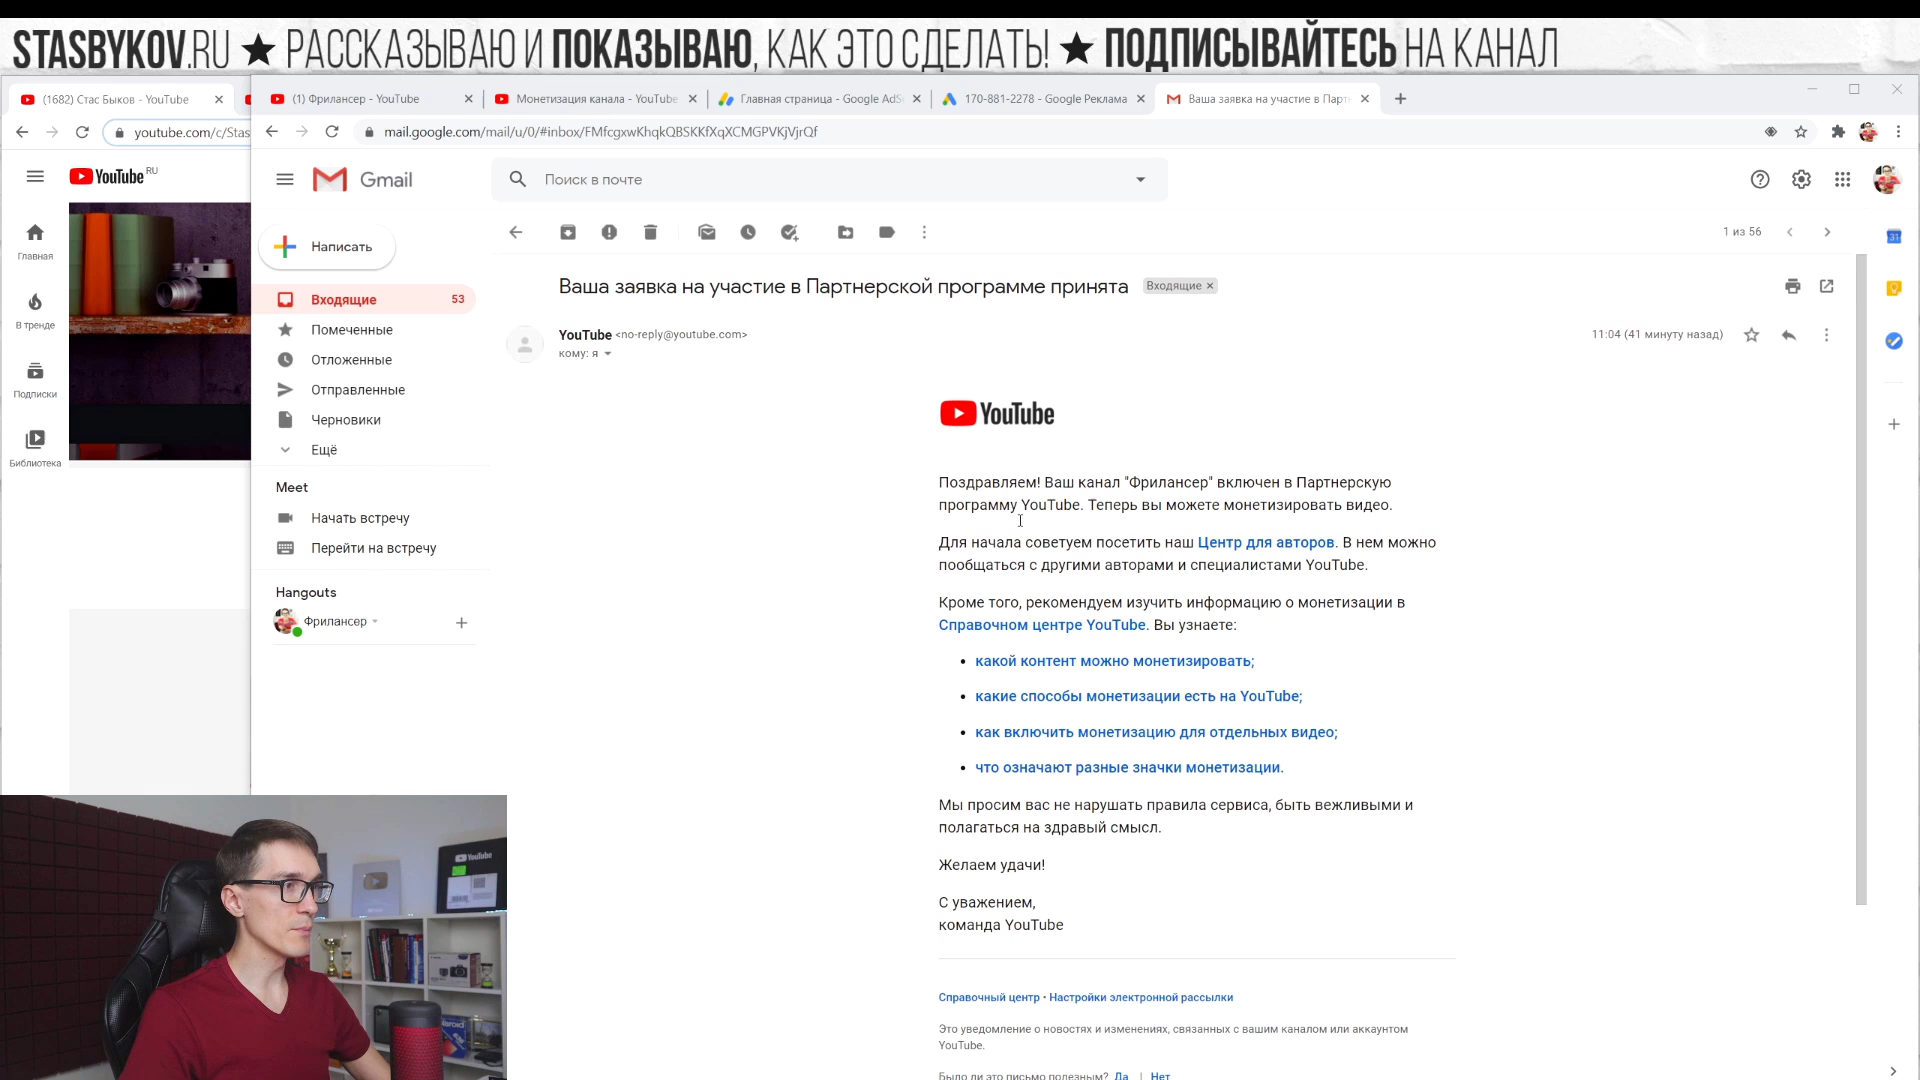 STASBYKOV.RU ★ РАССКАЗЫВАЮ И ПОКАЗЫВАЮ, КАК ЭТО СДЕЛАТЬ! ★ ПОДПИСЫВАЙТЕСЬ НА КАНАЛ
(1682) Стас Быков - YouTube
(1) Фрилансер - YouTube
Монетизация канала - YouTube
Главная страница - Google AdS
170-881-2278 - Google Реклама
Ваша заявка на участие в Парт
youtube.com/c/Stas
mail.google.com/mail/u/0/#inbox/FMfcgxwKhqkQBSKKfXqXCMGPVKjVjrQf
YouTube RU
Gmail
Поиск в почте
Главная
В тренде
Подписки
Библиотека
Написать
1 из 56
31
Входящие 53
Помеченные
Отложенные
Отправленные
Черновики
Ещё
Meet
Начать встречу
Перейти на встречу
Hangouts
Фрилансер
Ваша заявка на участие в Партнерской программе принята
Входящие
YouTube <no-reply@youtube.com>
кому: я
11:04 (41 минуту назад)
YouTube
Поздравляем! Ваш канал "Фрилансер" включен в Партнерскую
программу YouTube. Теперь вы можете монетизировать видео.
Для начала советуем посетить наш Центр для авторов. В нем можно
пообщаться с другими авторами и специалистами YouTube.
Кроме того, рекомендуем изучить информацию о монетизации в
Справочном центре YouTube. Вы узнаете:
• какой контент можно монетизировать;
• какие способы монетизации есть на YouTube;
• как включить монетизацию для отдельных видео;
• что означают разные значки монетизации.
Мы просим вас не нарушать правила сервиса, быть вежливыми и
полагаться на здравый смысл.
Желаем удачи!
С уважением,
команда YouTube
Справочный центр • Настройки электронной рассылки
Это уведомление о новостях и изменениях, связанных с вашим каналом или аккаунтом
YouTube.
Было ли это письмо полезным? Да | Нет
YouTube